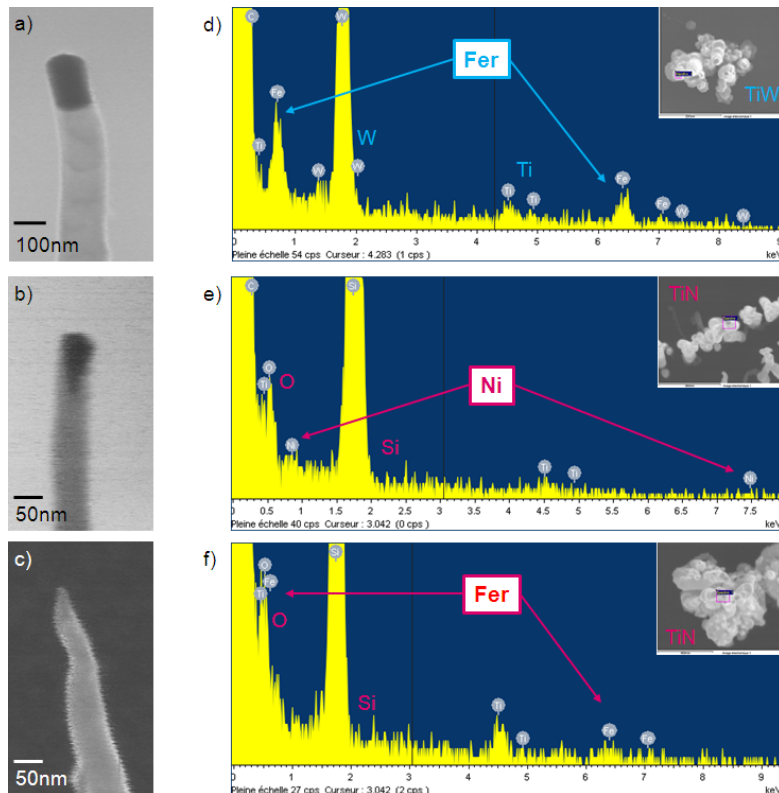 a)
100nm
b)
50nm
c)
50nm
d)
Fer
TiW
C
Fe
Ti
W
W
W
Ti
Ti
Ti
Fe
Fe
W
W
0 1 2 3 4 5 6 7 8 9
Pleine échelle 54 cps Curseur : 4.283 (1 cps ) keV
e)
TiN
C
Si
O
Ti
O
Ni
Ni
Si
Ti
Ti
Ni
0.5 1 1.5 2 2.5 3 3.5 4 4.5 5 5.5 6 6.5 7 7.5
Pleine échelle 40 cps Curseur : 3.042 (0 cps ) keV
f)
TiN
Si
O
Fe
Ti
O
Fer
Si
Ti
Ti
Fe
Fe
0 1 2 3 4 5 6 7 8 9
Pleine échelle 27 cps Curseur : 3.042 (2 cps ) keV